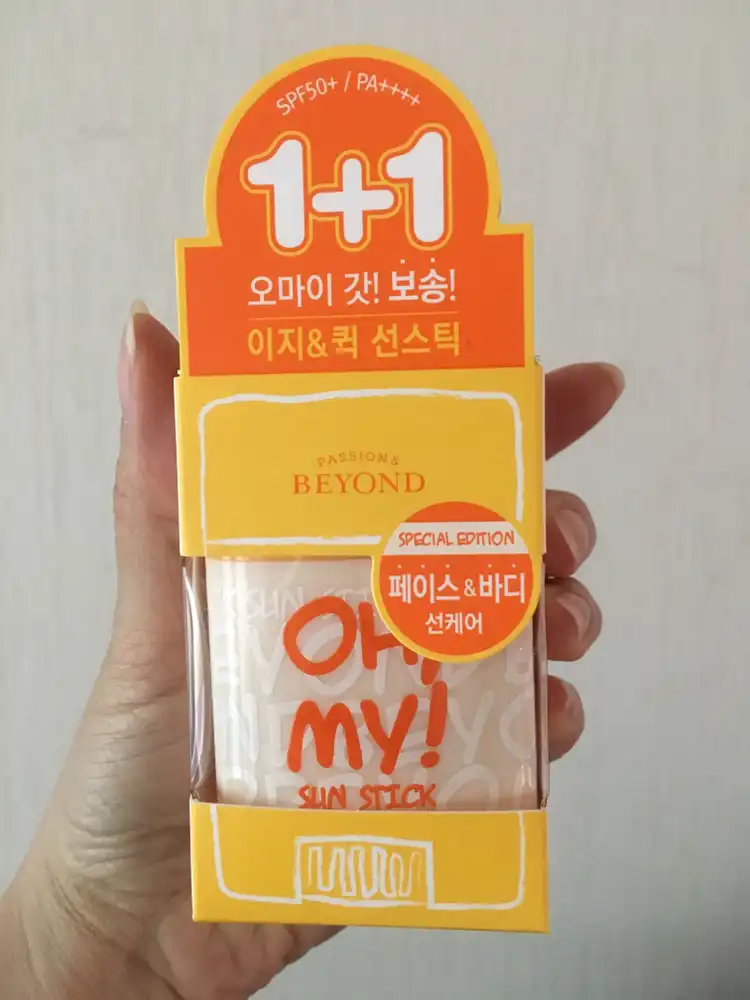 SPF50+ / PA++++
1+1
오마이 갓! 보송!
이지&퀵 선스틱
PASSION &
BEYOND
SPECIAL EDITION
페이스&바디
선케어
OH,
MY!
SUN STICK